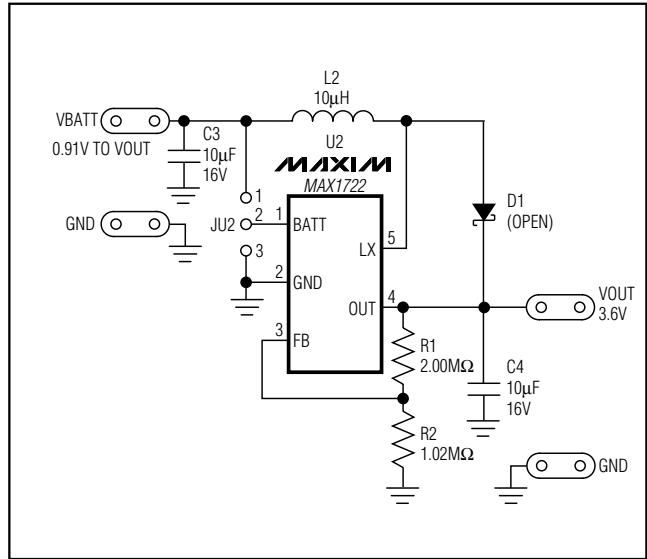 L2
10µH
VBATT
0.91V TO VOUT
C3
10µF
16V
U2
MAXIM
MAX1722
GND
JU2
1
2
3
1
BATT
2
GND
3
FB
5
LX
4
OUT
D1
(OPEN)
VOUT
3.6V
R1
2.00MΩ
R2
1.02MΩ
C4
10µF
16V
GND